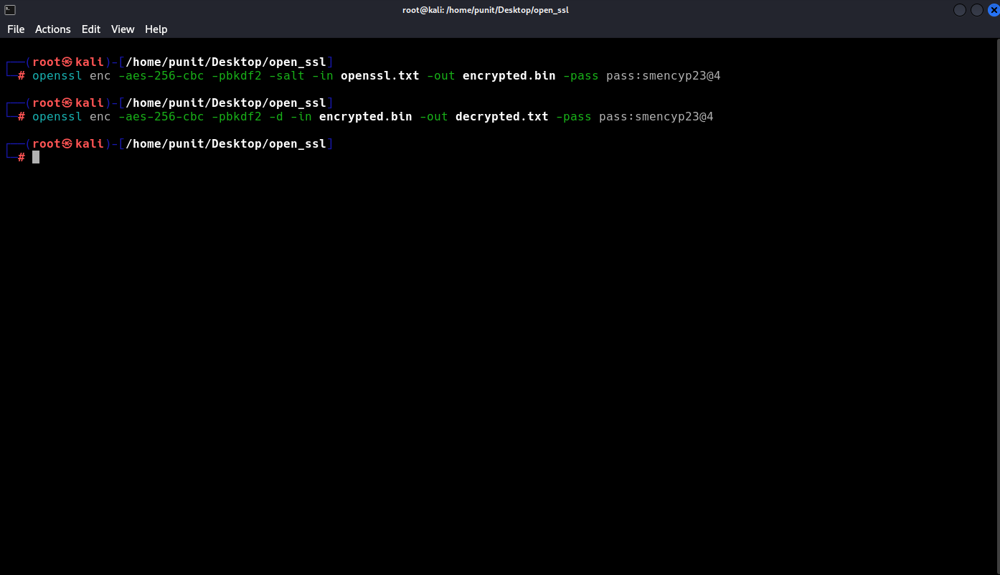 root@kali: /home/punit/Desktop/open_ssl
File Actions Edit View Help
┌──(root㉿kali)-[/home/punit/Desktop/open_ssl]
└─# openssl enc -aes-256-cbc -pbkdf2 -salt -in openssl.txt -out encrypted.bin -pass pass:smencyp23@4
┌──(root㉿kali)-[/home/punit/Desktop/open_ssl]
└─# openssl enc -aes-256-cbc -pbkdf2 -d -in encrypted.bin -out decrypted.txt -pass pass:smencyp23@4
┌──(root㉿kali)-[/home/punit/Desktop/open_ssl]
└─#